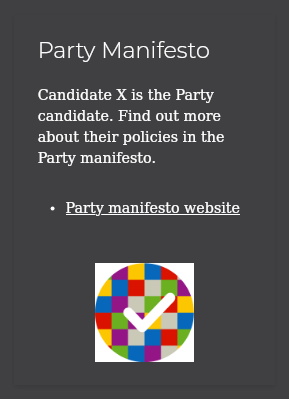 Party Manifesto
Candidate X is the Party
candidate. Find out more
about their policies in the
Party manifesto.
• Party manifesto website